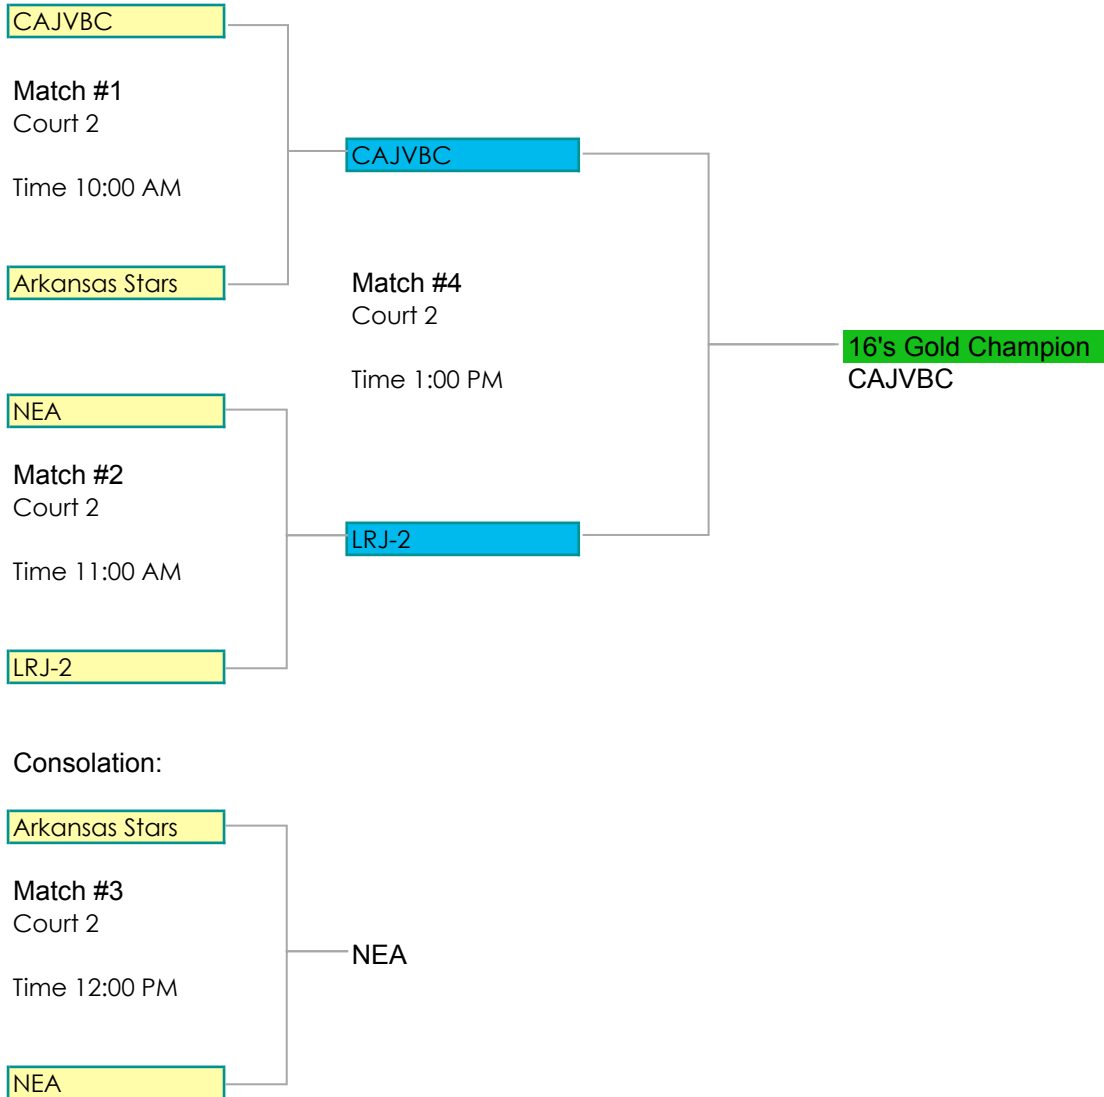 CAJVBC
Match #1
Court 2
Time 10:00 AM
Arkansas Stars
CAJVBC
Match #4
Court 2
Time 1:00 PM
16's Gold Champion
CAJVBC
NEA
Match #2
Court 2
Time 11:00 AM
LRJ-2
LRJ-2
Consolation:
Arkansas Stars
Match #3
Court 2
Time 12:00 PM
NEA
NEA